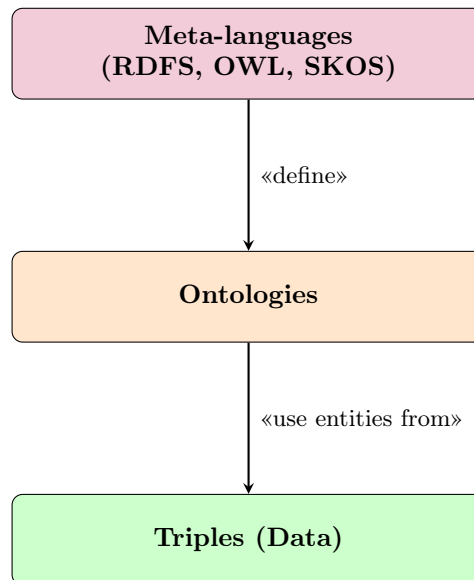 Meta-languages
(RDFS, OWL, SKOS)
«define»
Ontologies
«use entities from»
Triples (Data)